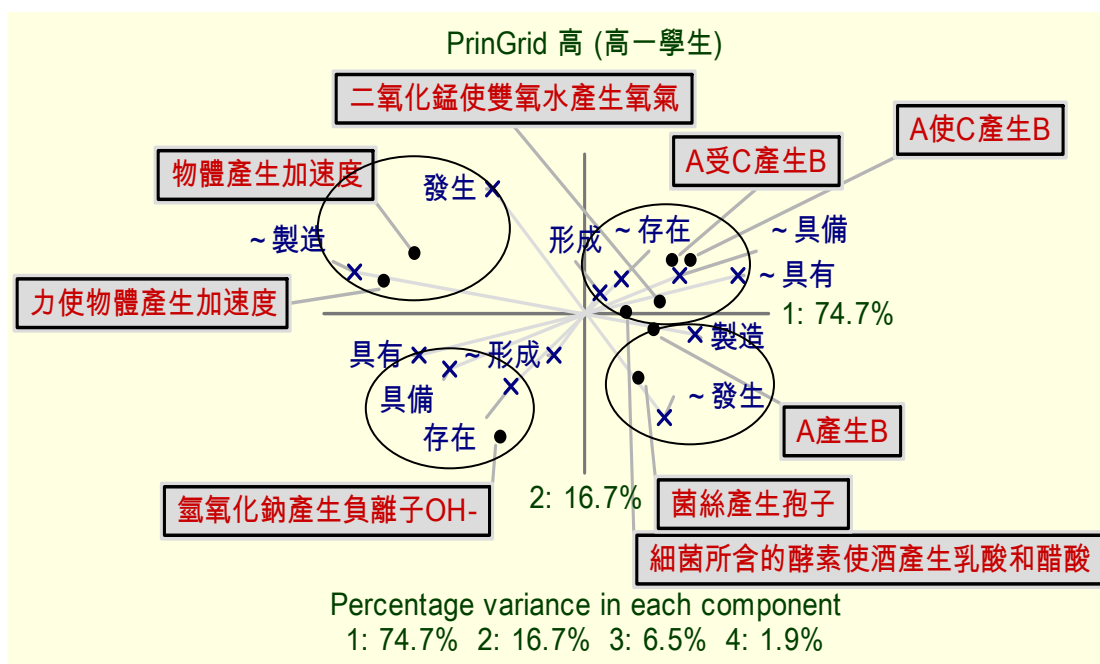 PrinGrid 高 (高一學生)
二氧化錳使雙氧水產生氧氣
A使C產生B
A受C產生B
物體產生加速度
發生
形成
~ 存在
~ 具備
~ 製造
~ 具有
力使物體產生加速度
1: 74.7%
製造
具有
~ 形成
具備
~ 發生
存在
A產生B
2: 16.7%
菌絲產生孢子
氫氧化鈉產生負離子OH-
細菌所含的酵素使酒產生乳酸和醋酸
Percentage variance in each component
1: 74.7% 2: 16.7% 3: 6.5% 4: 1.9%